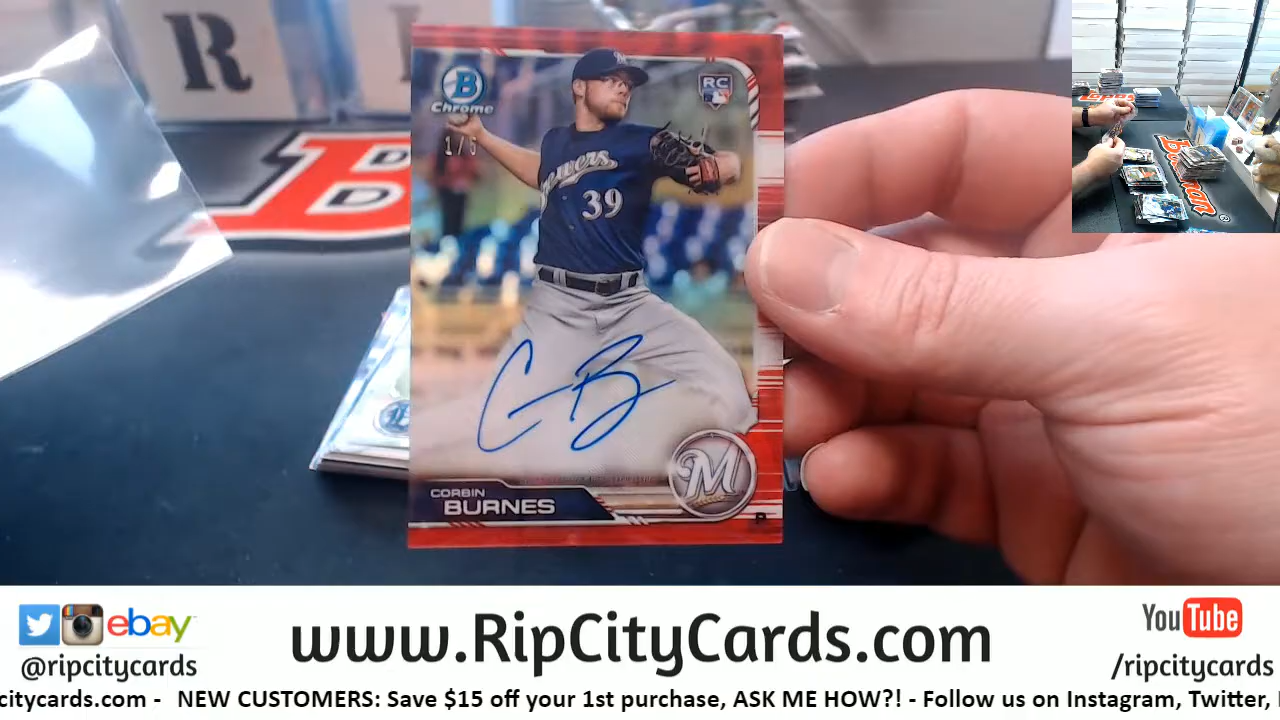 R
B
Chrome
RC
1/5
Brewers
39
M
CORBIN
BURNES
P
D
D
Bowman
®
ebay
@ripcitycards
www.RipCityCards.com
YouTube
/ripcitycards
citycards.com - NEW CUSTOMERS: Save $15 off your 1st purchase, ASK ME HOW?! - Follow us on Instagram, Twitter,